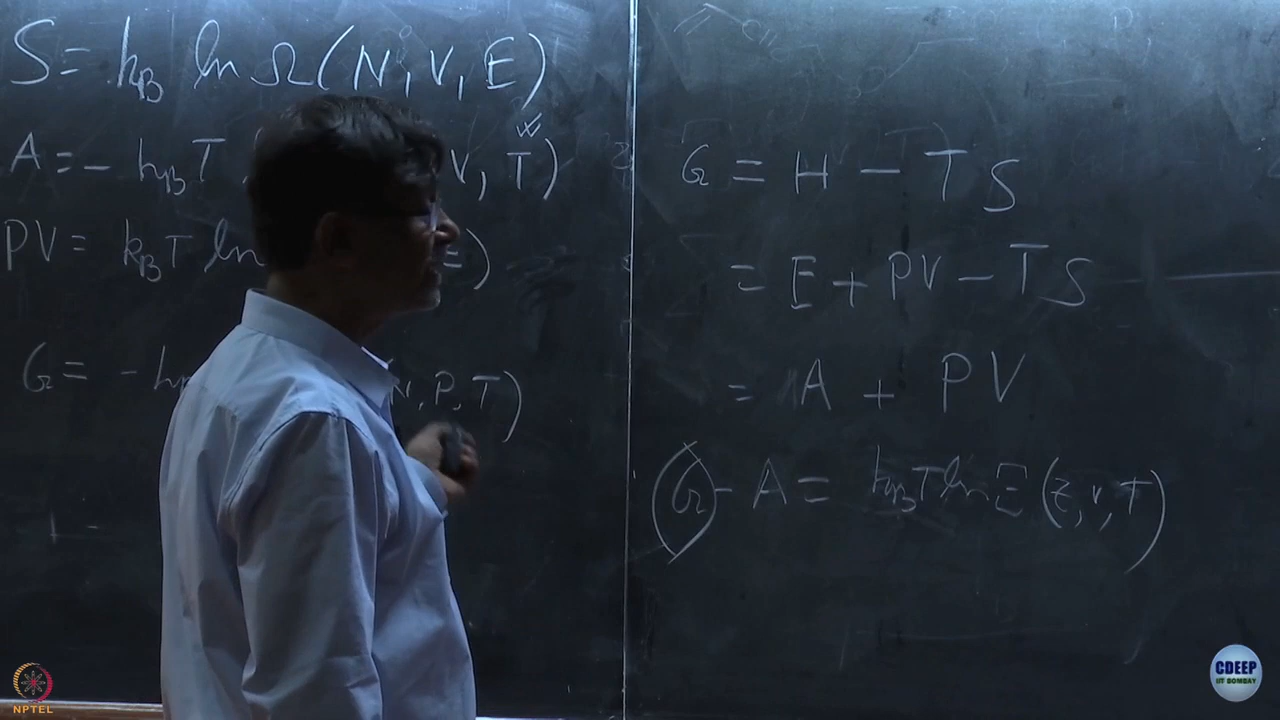 S = k_B ln Ω (N, V, E)
A = - k_B T V, T)
PV = k_B T ln )
G = - k N, P, T)
G = H - TS
= E + PV - TS
= A + PV
G - A = k_B T ln Ξ (z, V, T)
NPTEL
CDEEP
IIT BOMBAY